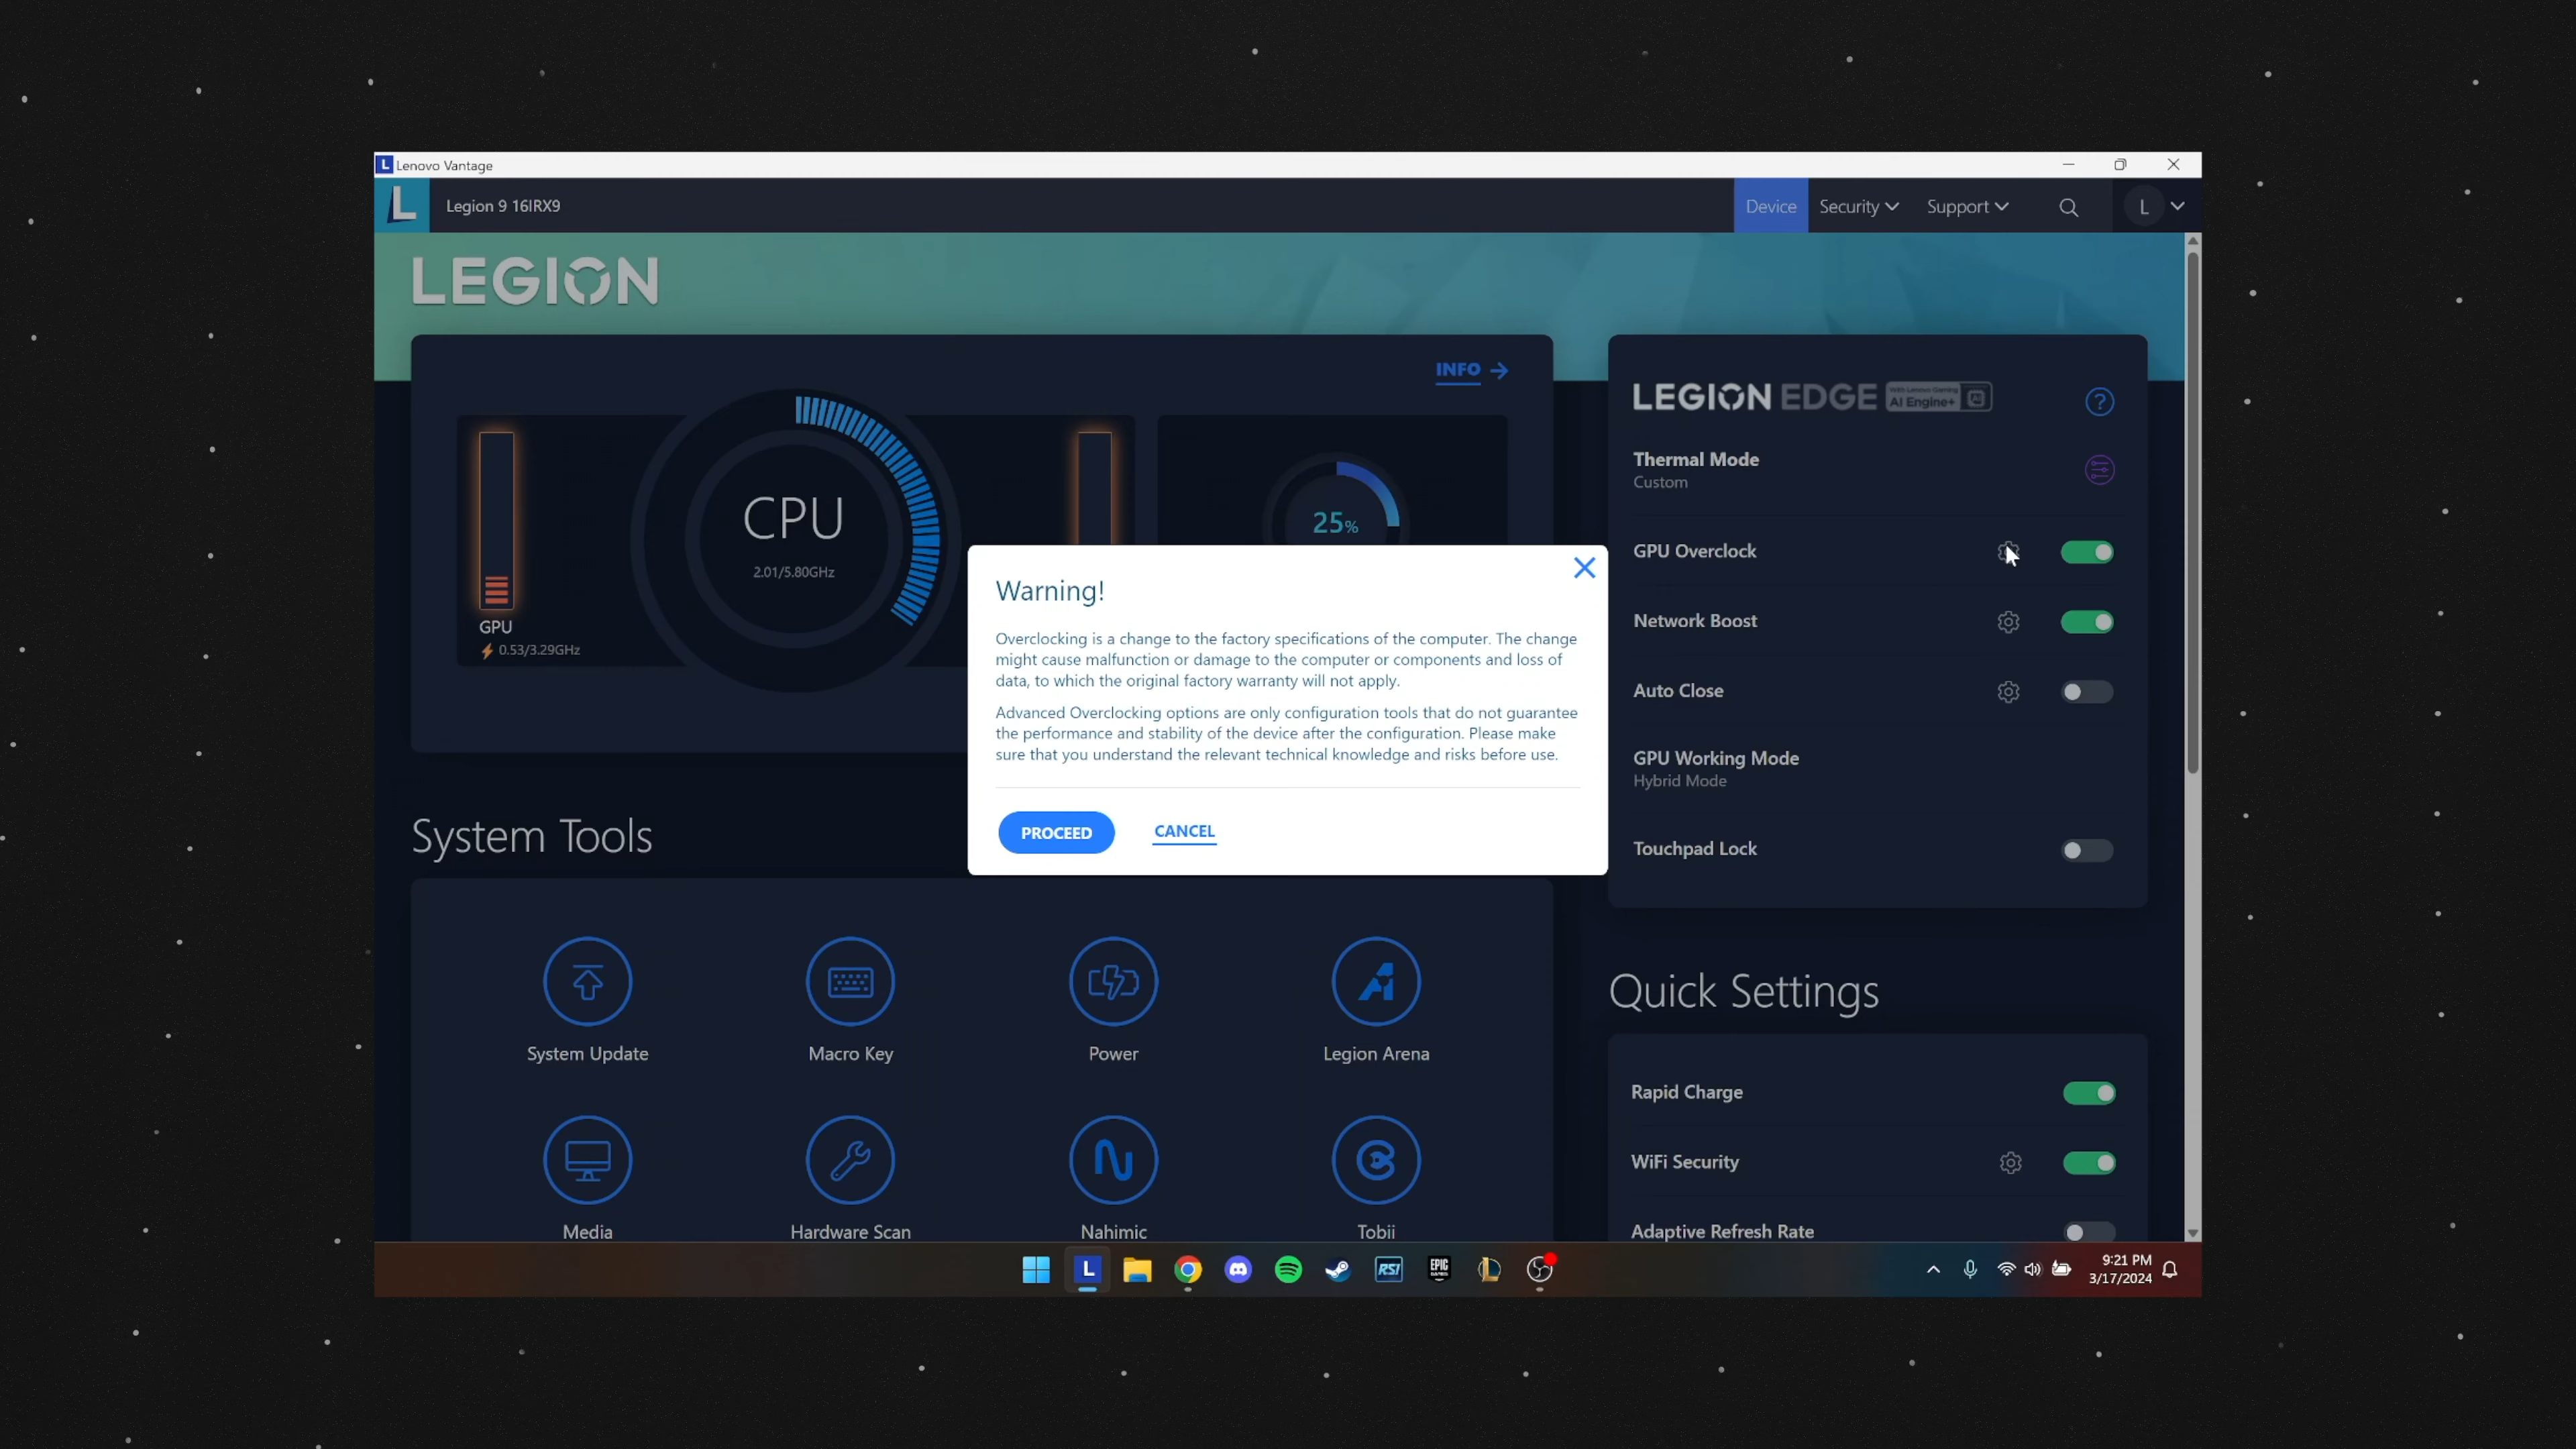 L Lenovo Vantage
L Legion 9 16IRX9
Device Security Support L
LEGION
INFO
CPU
2.01/5.80GHz
GPU
0.53/3.29GHz
25%
LEGION EDGE With Lenovo Gaming AI Engine+
Thermal Mode
Custom
GPU Overclock
Network Boost
Auto Close
GPU Working Mode
Hybrid Mode
Touchpad Lock
Warning!
Overclocking is a change to the factory specifications of the computer. The change
might cause malfunction or damage to the computer or components and loss of
data, to which the original factory warranty will not apply.
Advanced Overclocking options are only configuration tools that do not guarantee
the performance and stability of the device after the configuration. Please make
sure that you understand the relevant technical knowledge and risks before use.
PROCEED CANCEL
System Tools
System Update Macro Key Power Legion Arena
Media Hardware Scan Nahimic Tobii
Quick Settings
Rapid Charge
WiFi Security
Adaptive Refresh Rate
L RSI EPIC GAMES L
9:21 PM
3/17/2024